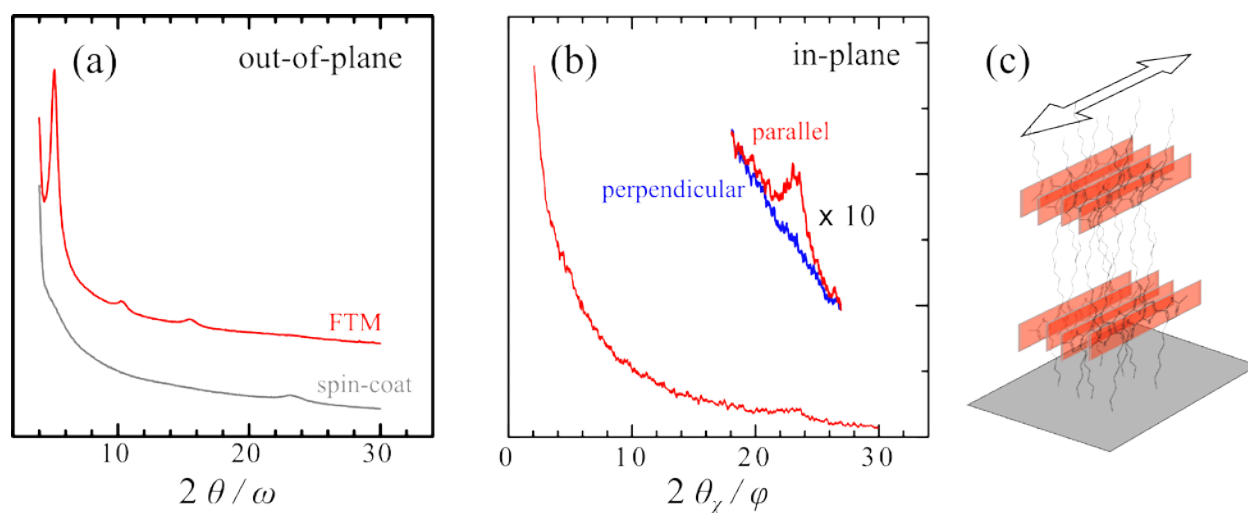 (a)
out-of-plane
FTM
spin-coat
10
20
30
2 θ / ω
(b)
in-plane
parallel
perpendicular
x 10
0
10
20
30
2 θχ / φ
(c)